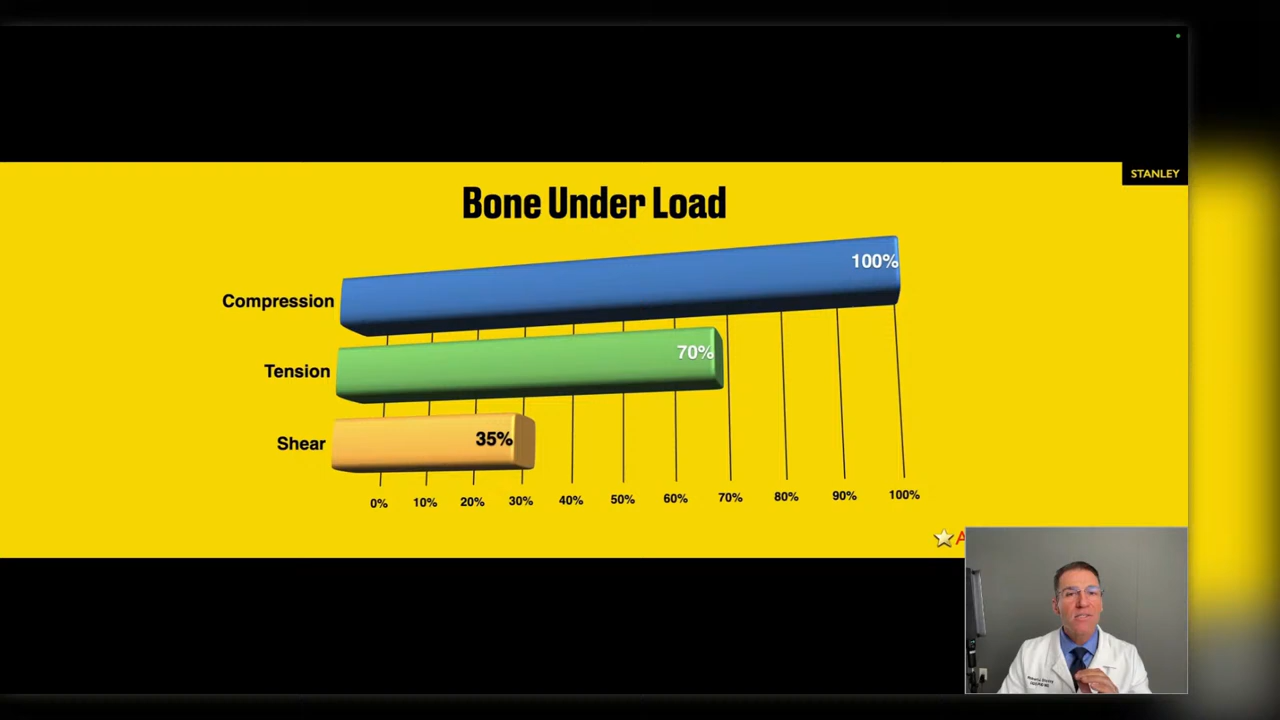 STANLEY
Bone Under Load
Compression
100%
Tension
70%
Shear
35%
0% 10% 20% 30% 40% 50% 60% 70% 80% 90% 100%
A